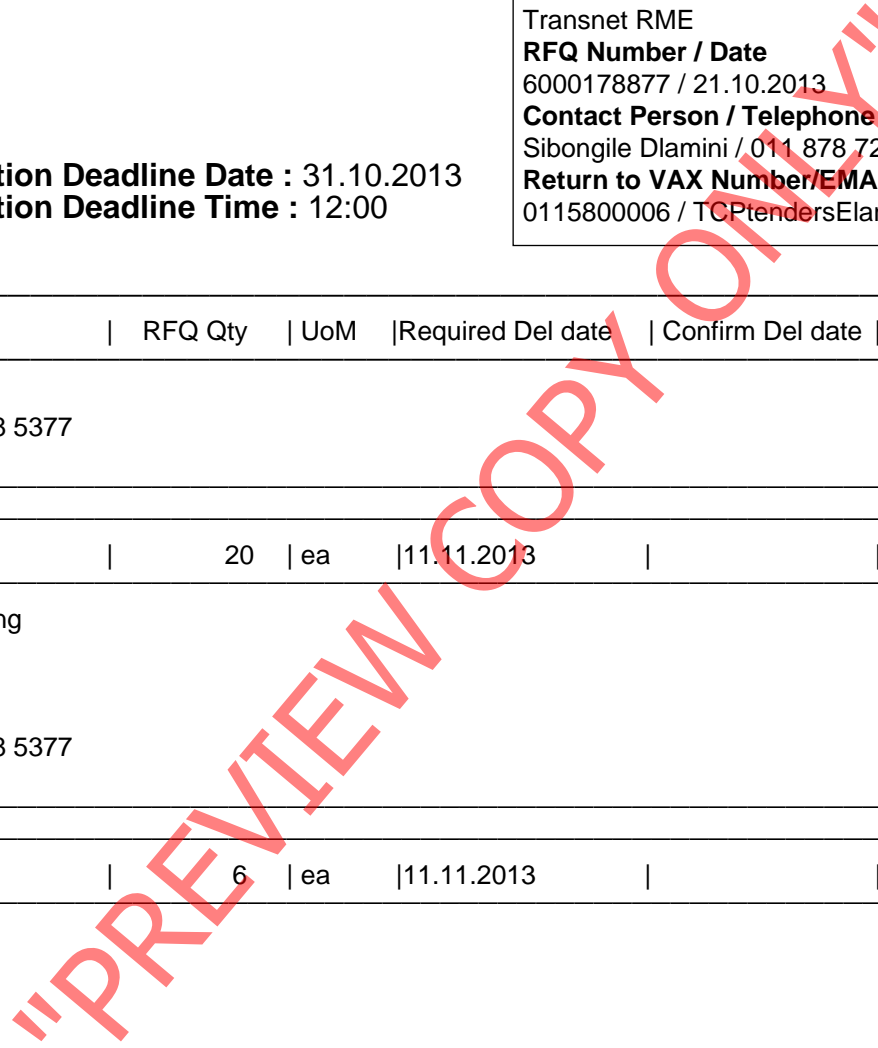 Transnet RME
RFQ Number / Date
6000178877 / 21.10.2013
Contact Person / Telephone
Sibongile Dlamini / 011 878 72
Return to VAX Number/EMA
0115800006 / TCPtendersElan
tion Deadline Date : 31.10.2013
tion Deadline Time : 12:00
| RFQ Qty | UoM |Required Del date | Confirm Del date |
3 5377
| 20 | ea |11.11.2013 | |
ng
3 5377
| 6 | ea |11.11.2013 | |
"PREVIEW COPY ONLY"